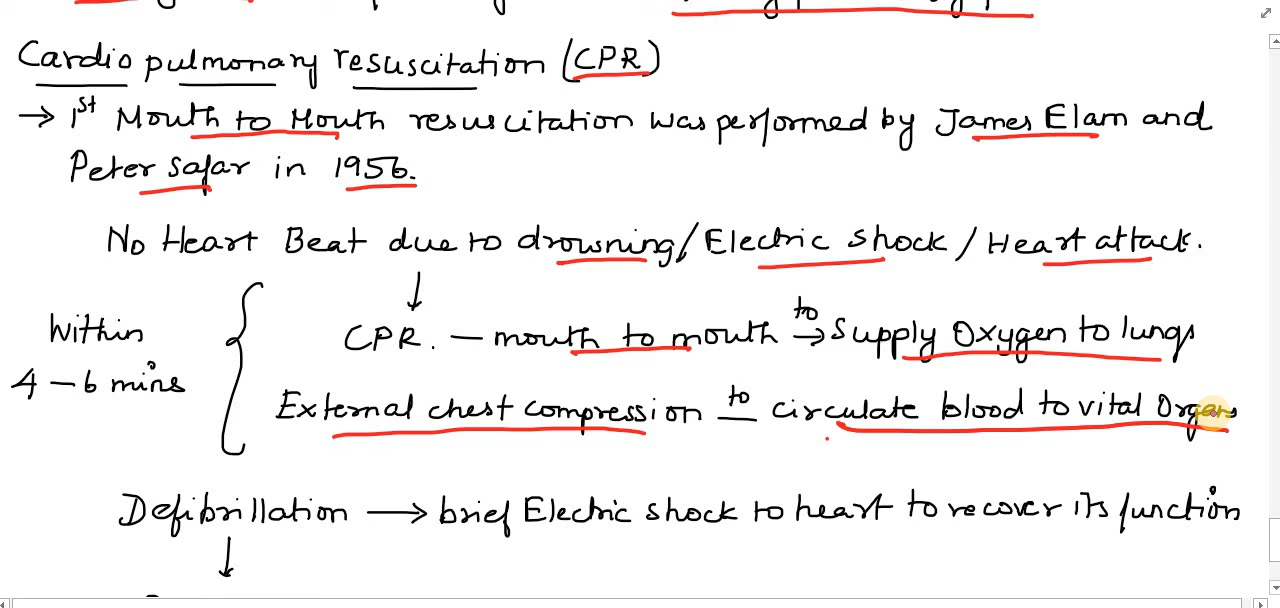 Cardio pulmonary resuscitation (CPR)
→ 1st Mouth to Mouth resuscitation was performed by James Elam and
Peter Safar in 1956.
No Heart Beat due to drowning/Electric shock/Heart attack.
↓
Within
4-6 mins
CPR. - mouth to mouth to → Supply Oxygen to lungs
External chest compression to — circulate blood to vital Organs
Defibrillation → brief Electric shock to heart to recover its function
↓